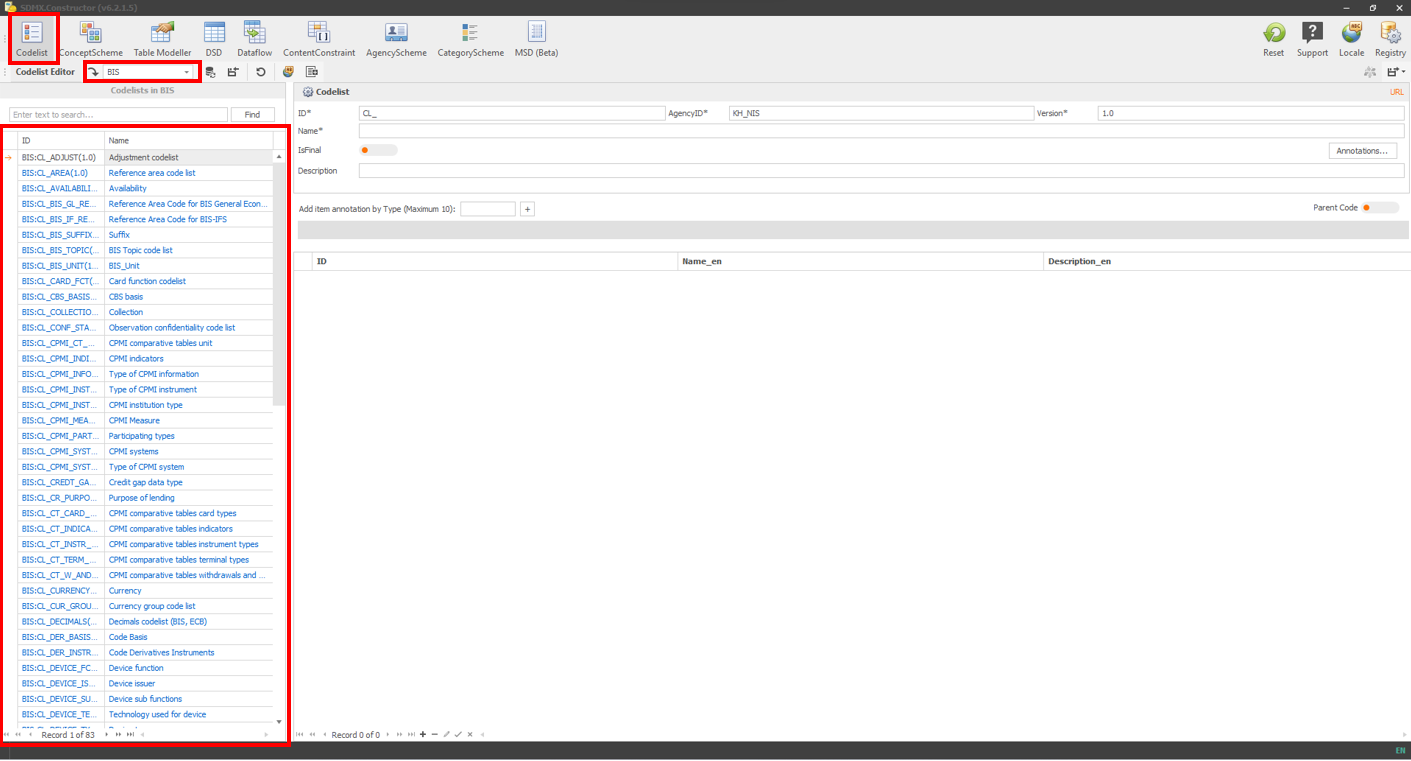 SDMX.Constructor (v6.2.1.5)
Codelist ConceptScheme Table Modeller DSD Dataflow ContentConstraint AgencyScheme CategoryScheme MSD (Beta) Reset Support Locale Registry
Codelist Editor BIS
Codelists in BIS
Enter text to search... Find
ID Name
BIS:CL_ADJUST(1.0) Adjustment codelist
BIS:CL_AREA(1.0) Reference area code list
BIS:CL_AVAILABILI... Availability
BIS:CL_BIS_GL_RE... Reference Area Code for BIS General Econ...
BIS:CL_BIS_IF_RE... Reference Area Code for BIS-IFS
BIS:CL_BIS_SUFFIX... Suffix
BIS:CL_BIS_TOPIC(... BIS Topic code list
BIS:CL_BIS_UNIT(1... BIS_Unit
BIS:CL_CARD_FCT(... Card function codelist
BIS:CL_CBS_BASIS... CBS basis
BIS:CL_COLLECTIO... Collection
BIS:CL_CONF_STA... Observation confidentiality code list
BIS:CL_CPMI_CT_... CPMI comparative tables unit
BIS:CL_CPMI_INDI... CPMI indicators
BIS:CL_CPMI_INFO... Type of CPMI information
BIS:CL_CPMI_INST... Type of CPMI instrument
BIS:CL_CPMI_INST... CPMI institution type
BIS:CL_CPMI_MEA... CPMI Measure
BIS:CL_CPMI_PART... Participating types
BIS:CL_CPMI_SYST... CPMI systems
BIS:CL_CPMI_SYST... Type of CPMI system
BIS:CL_CREDT_GA... Credit gap data type
BIS:CL_CR_PURPO... Purpose of lending
BIS:CL_CT_CARD_... CPMI comparative tables card types
BIS:CL_CT_INDICA... CPMI comparative tables indicators
BIS:CL_CT_INSTR_... CPMI comparative tables instrument types
BIS:CL_CT_TERM_... CPMI comparative tables terminal types
BIS:CL_CT_W_AND... CPMI comparative tables withdrawals and ...
BIS:CL_CURRENCY... Currency
BIS:CL_CUR_GROU... Currency group code list
BIS:CL_DECIMALS(... Decimals codelist (BIS, ECB)
BIS:CL_DER_BASIS... Code Basis
BIS:CL_DER_INSTR... Code Derivatives Instruments
BIS:CL_DEVICE_FC... Device function
BIS:CL_DEVICE_IS... Device issuer
BIS:CL_DEVICE_SU... Device sub functions
BIS:CL_DEVICE_TE... Technology used for device
Record 1 of 83
Codelist URL
ID* CL_ AgencyID* KH_NIS Version* 1.0
Name*
IsFinal Annotations...
Description
Add item annotation by Type (Maximum 10): + Parent Code
ID Name_en Description_en
Record 0 of 0
EN